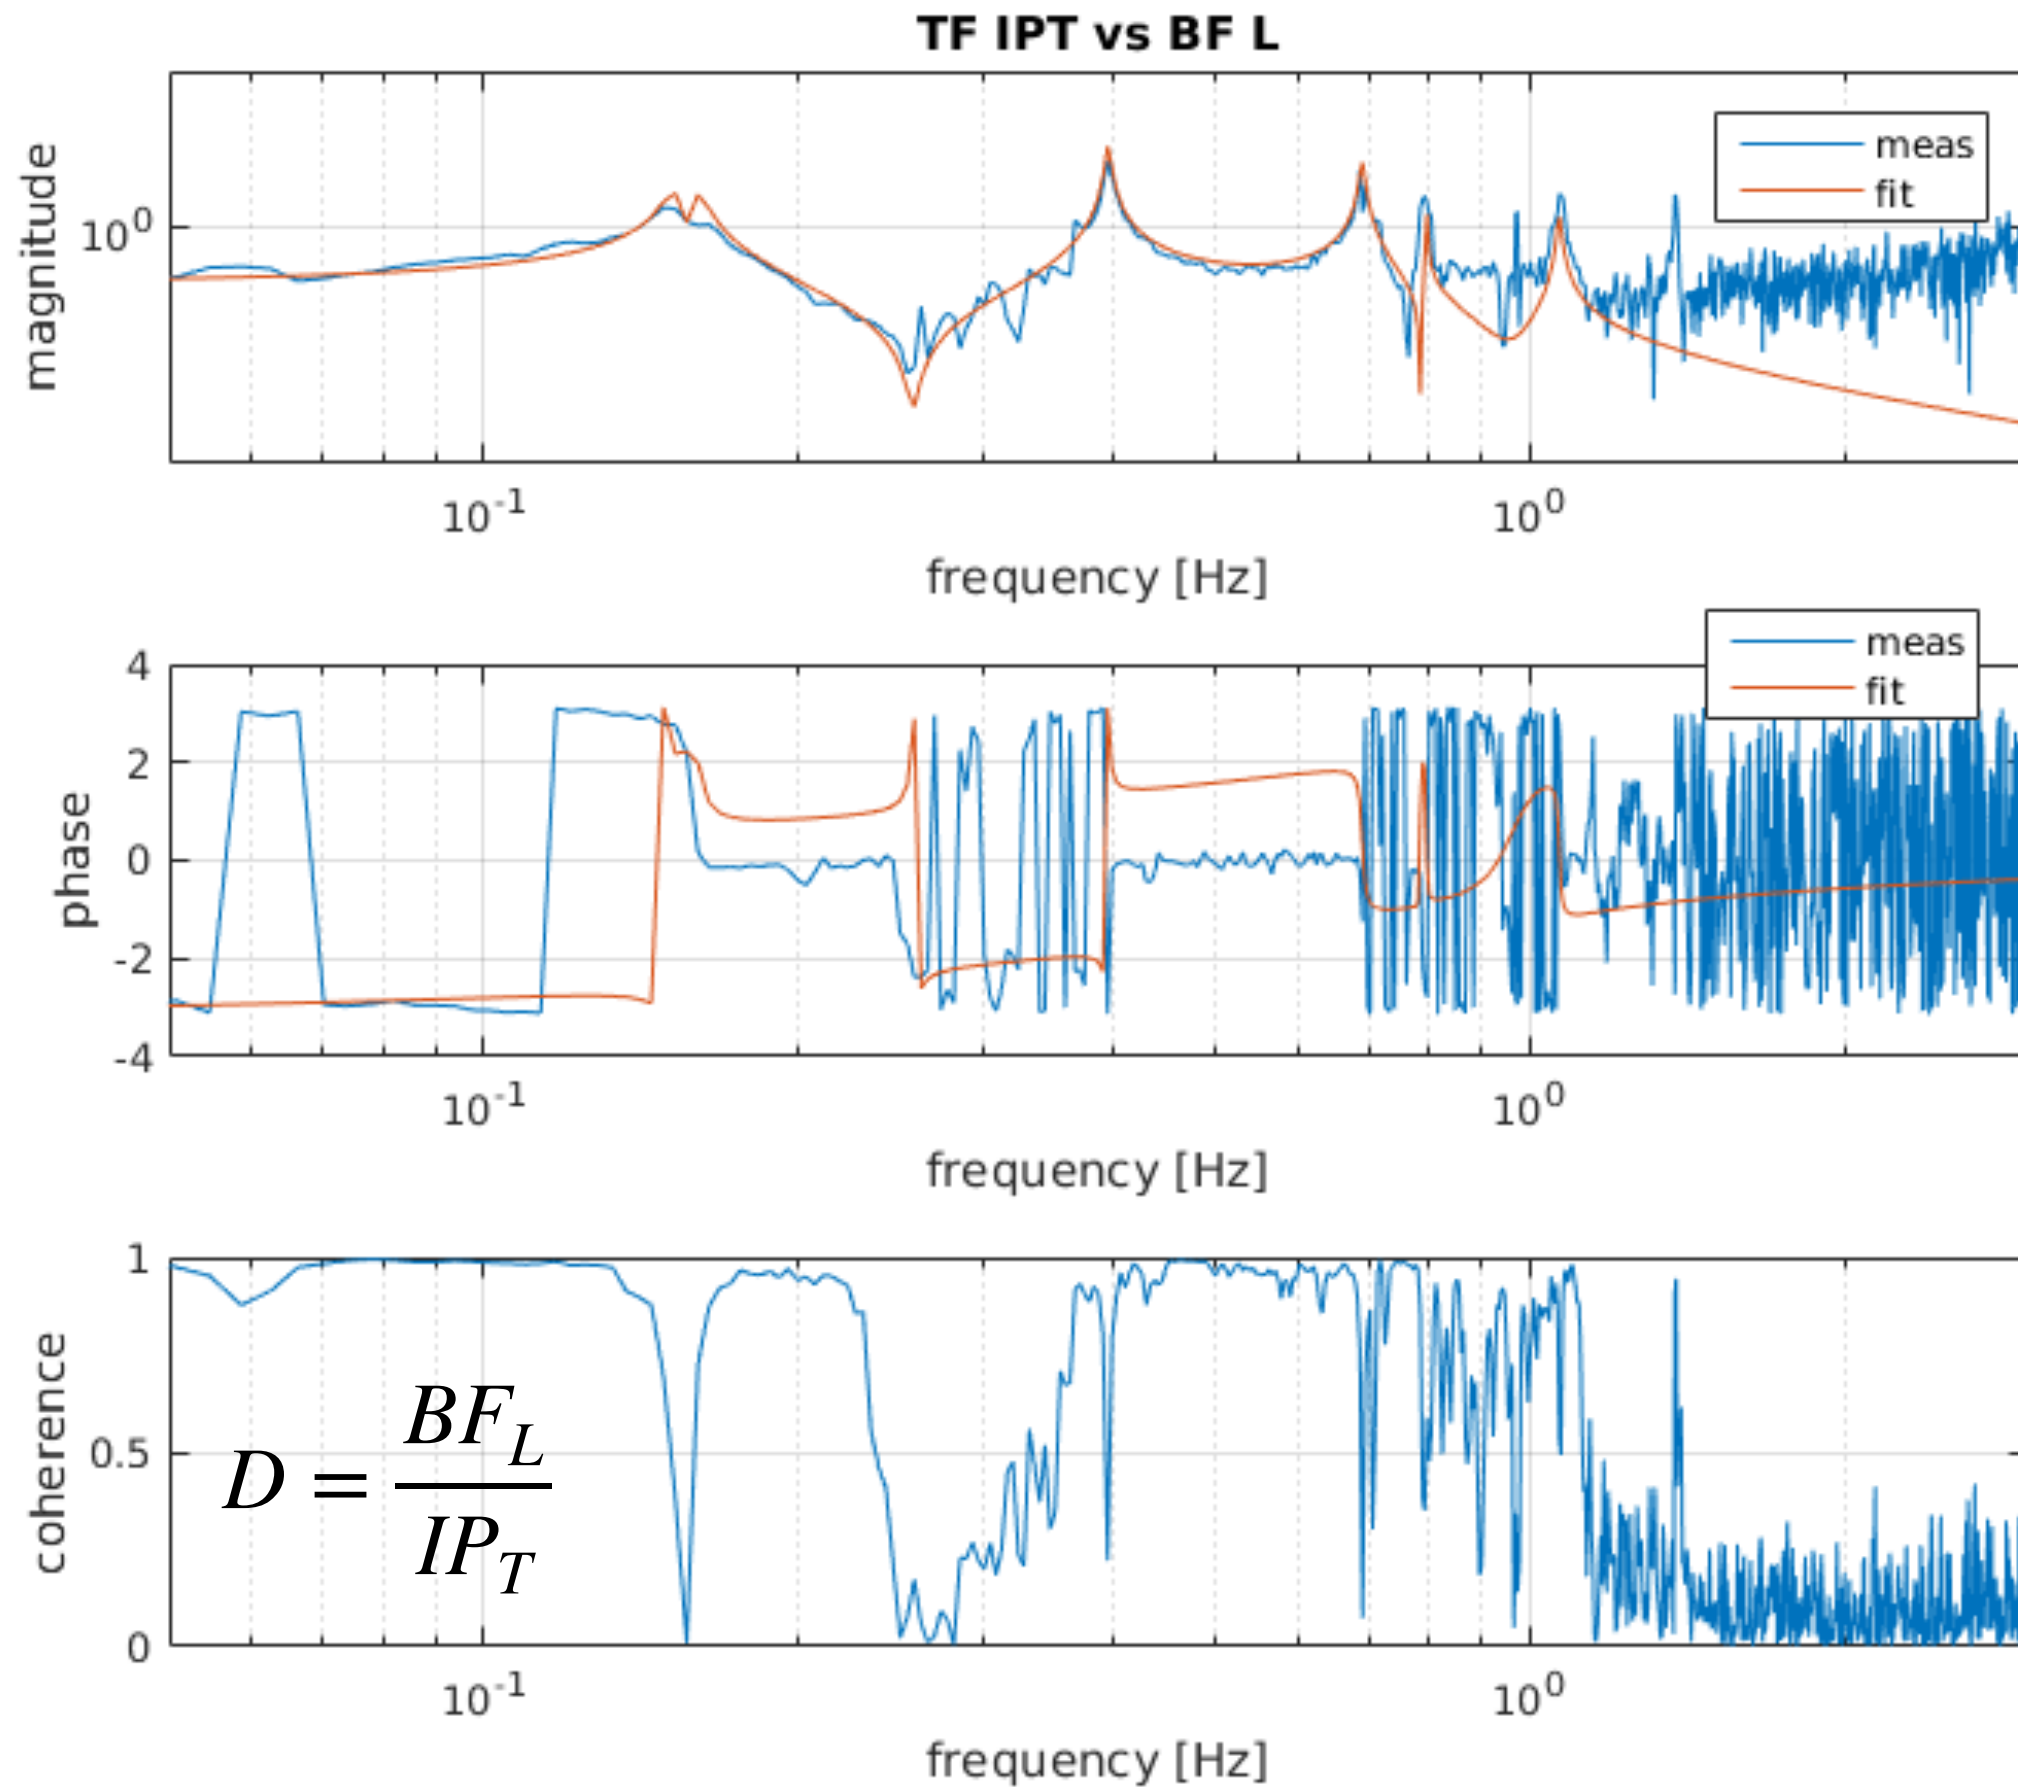 TF IPT vs BF L
magnitude
10^0
meas
fit
10^-1
10^0
frequency [Hz]
meas
fit
phase
4
2
0
-2
-4
10^-1
10^0
frequency [Hz]
coherence
1
0.5
0
D = BF_L / IP_T
10^-1
10^0
frequency [Hz]